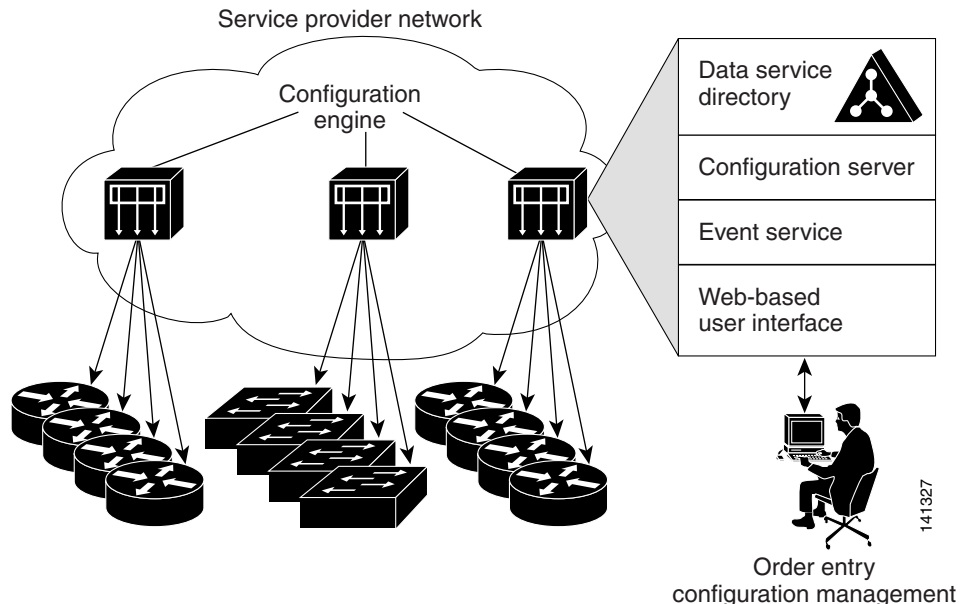 Service provider network
Configuration
engine
Data service
directory
Configuration server
Event service
Web-based
user interface
141327
Order entry
configuration management